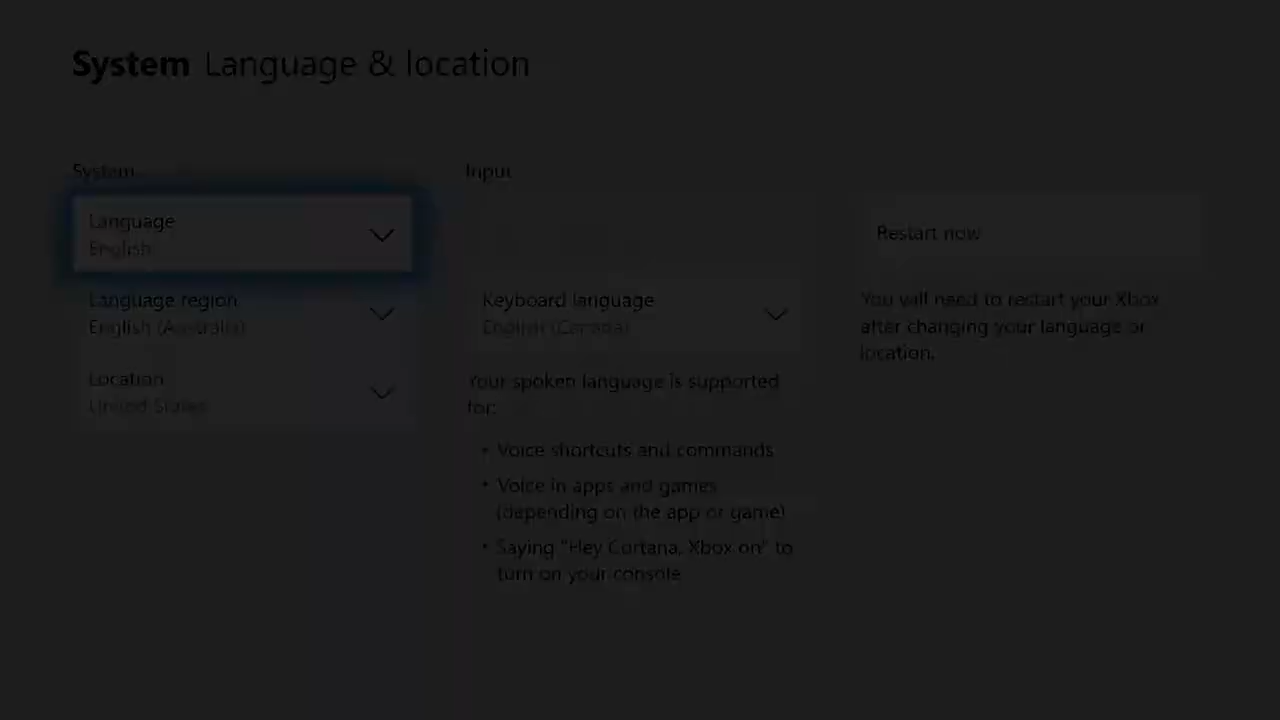 System Language & location
System
Language
English
Language region
English (Australia)
Location
United States
Input
Keyboard language
English (Canada)
Your spoken language is supported
for:
• Voice shortcuts and commands
• Voice in apps and games
(depending on the app or game)
• Saying "Hey Cortana, Xbox on" to
turn on your console
Restart now
You will need to restart your Xbox
after changing your language or
location.